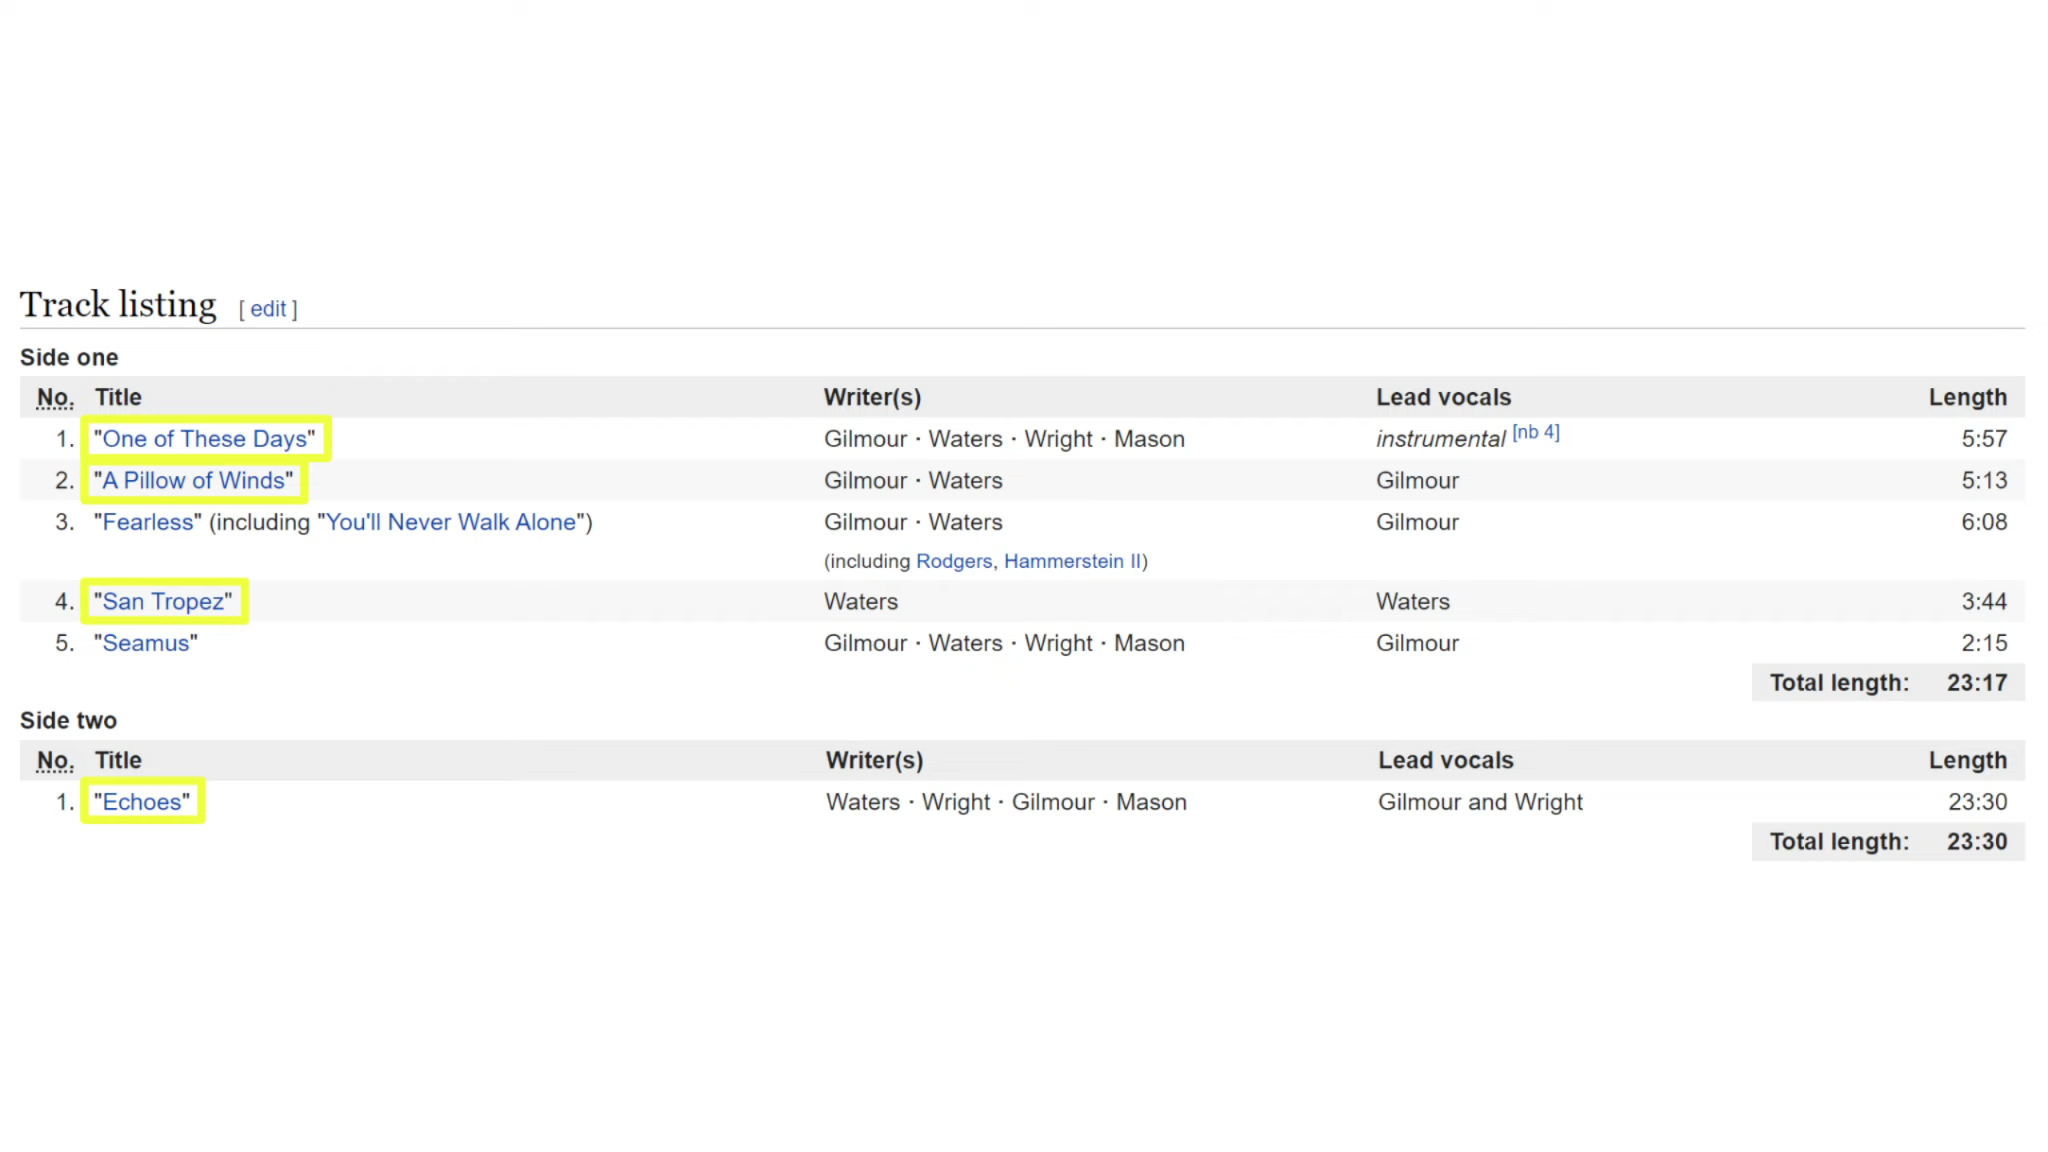 Track listing [ edit ]
Side one
No. Title Writer(s) Lead vocals Length
1. "One of These Days" Gilmour · Waters · Wright · Mason instrumental [nb 4] 5:57
2. "A Pillow of Winds" Gilmour · Waters Gilmour 5:13
3. "Fearless" (including "You'll Never Walk Alone") Gilmour · Waters Gilmour 6:08
(including Rodgers, Hammerstein II)
4. "San Tropez" Waters Waters 3:44
5. "Seamus" Gilmour · Waters · Wright · Mason Gilmour 2:15
Total length: 23:17
Side two
No. Title Writer(s) Lead vocals Length
1. "Echoes" Waters · Wright · Gilmour · Mason Gilmour and Wright 23:30
Total length: 23:30